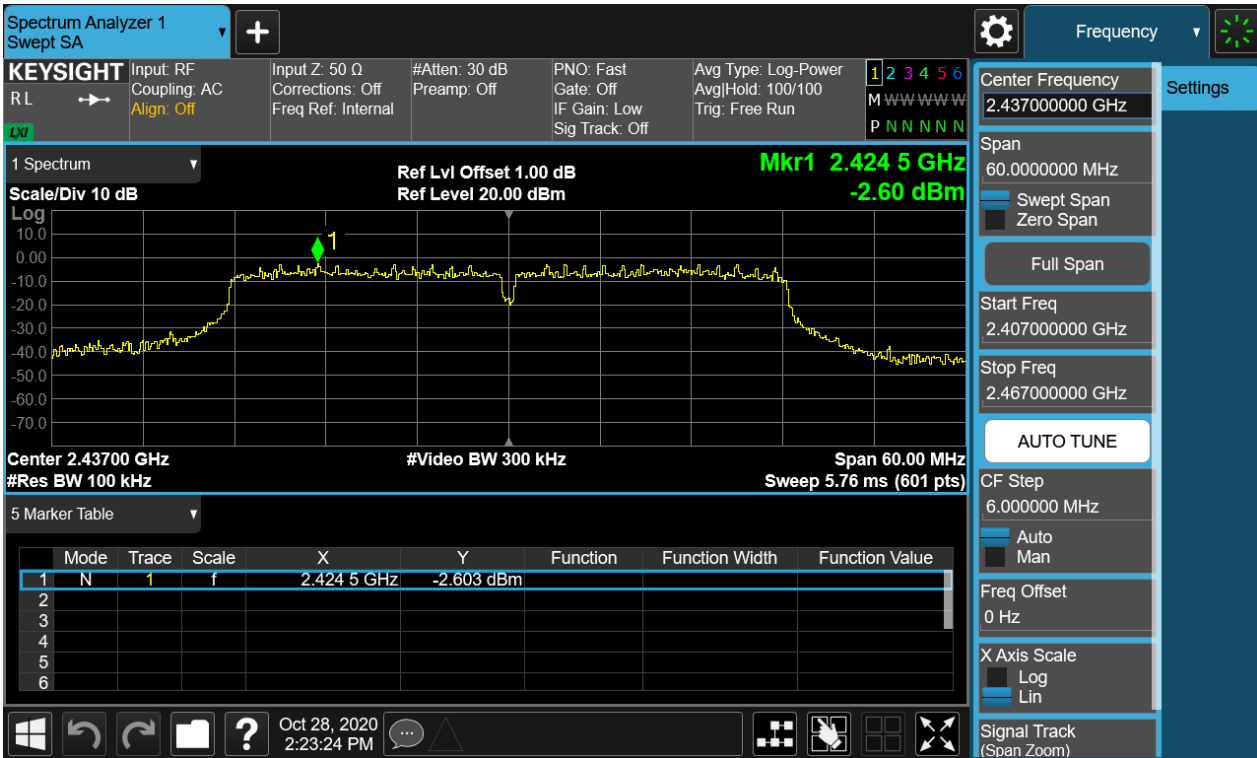 Spectrum Analyzer 1
Swept SA
+
Frequency
KEYSIGHT
R L
LXI
Input: RF
Coupling: AC
Align: Off
Input Z: 50 Ω
Corrections: Off
Freq Ref: Internal
#Atten: 30 dB
Preamp: Off
PNO: Fast
Gate: Off
IF Gain: Low
Sig Track: Off
Avg Type: Log-Power
Avg|Hold: 100/100
Trig: Free Run
1 2 3 4 5 6
M W W W W W
P N N N N N
1 Spectrum
Scale/Div 10 dB
Ref Lvl Offset 1.00 dB
Ref Level 20.00 dBm
Mkr1 2.424 5 GHz
-2.60 dBm
Log
10.0
0.00
-10.0
-20.0
-30.0
-40.0
-50.0
-60.0
-70.0
1
Center 2.43700 GHz
#Video BW 300 kHz
Span 60.00 MHz
#Res BW 100 kHz
Sweep 5.76 ms (601 pts)
5 Marker Table
Mode Trace Scale X Y Function Function Width Function Value
1 N 1 f 2.424 5 GHz -2.603 dBm
2
3
4
5
6
Center Frequency
2.437000000 GHz
Settings
Span
60.0000000 MHz
Swept Span
Zero Span
Full Span
Start Freq
2.407000000 GHz
Stop Freq
2.467000000 GHz
AUTO TUNE
CF Step
6.000000 MHz
Auto
Man
Freq Offset
0 Hz
X Axis Scale
Log
Lin
Signal Track
(Span Zoom)
?
Oct 28, 2020
2:23:24 PM